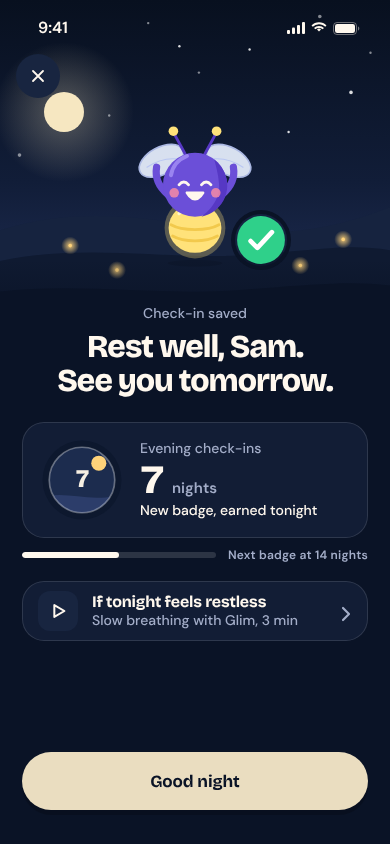 9:41
Check-in saved
Rest well, Sam.
See you tomorrow.
Evening check-ins
7
7 nights
New badge, earned tonight
Next badge at 14 nights
If tonight feels restless
Slow breathing with Glim, 3 min
Good night